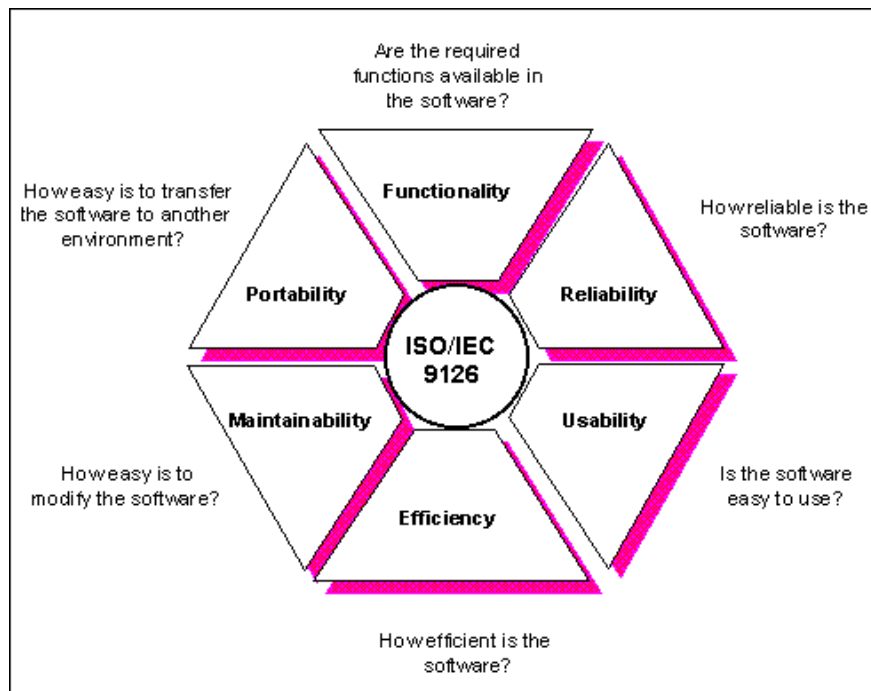 Are the required
functions available in
the software?
Functionality
How easy is to transfer
the software to another
environment?
How reliable is the
software?
Portability
Reliability
ISO/IEC
9126
Maintainability
Usability
How easy is to
modify the software?
Is the software
easy to use?
Efficiency
How efficient is the
software?